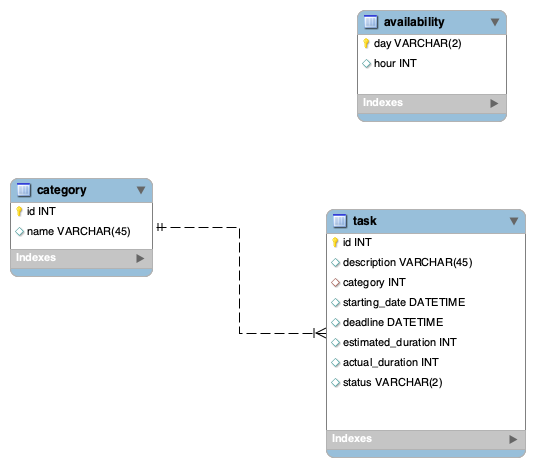 availability
day VARCHAR(2)
hour INT
Indexes
category
id INT
name VARCHAR(45)
Indexes
task
id INT
description VARCHAR(45)
category INT
starting_date DATETIME
deadline DATETIME
estimated_duration INT
actual_duration INT
status VARCHAR(2)
Indexes